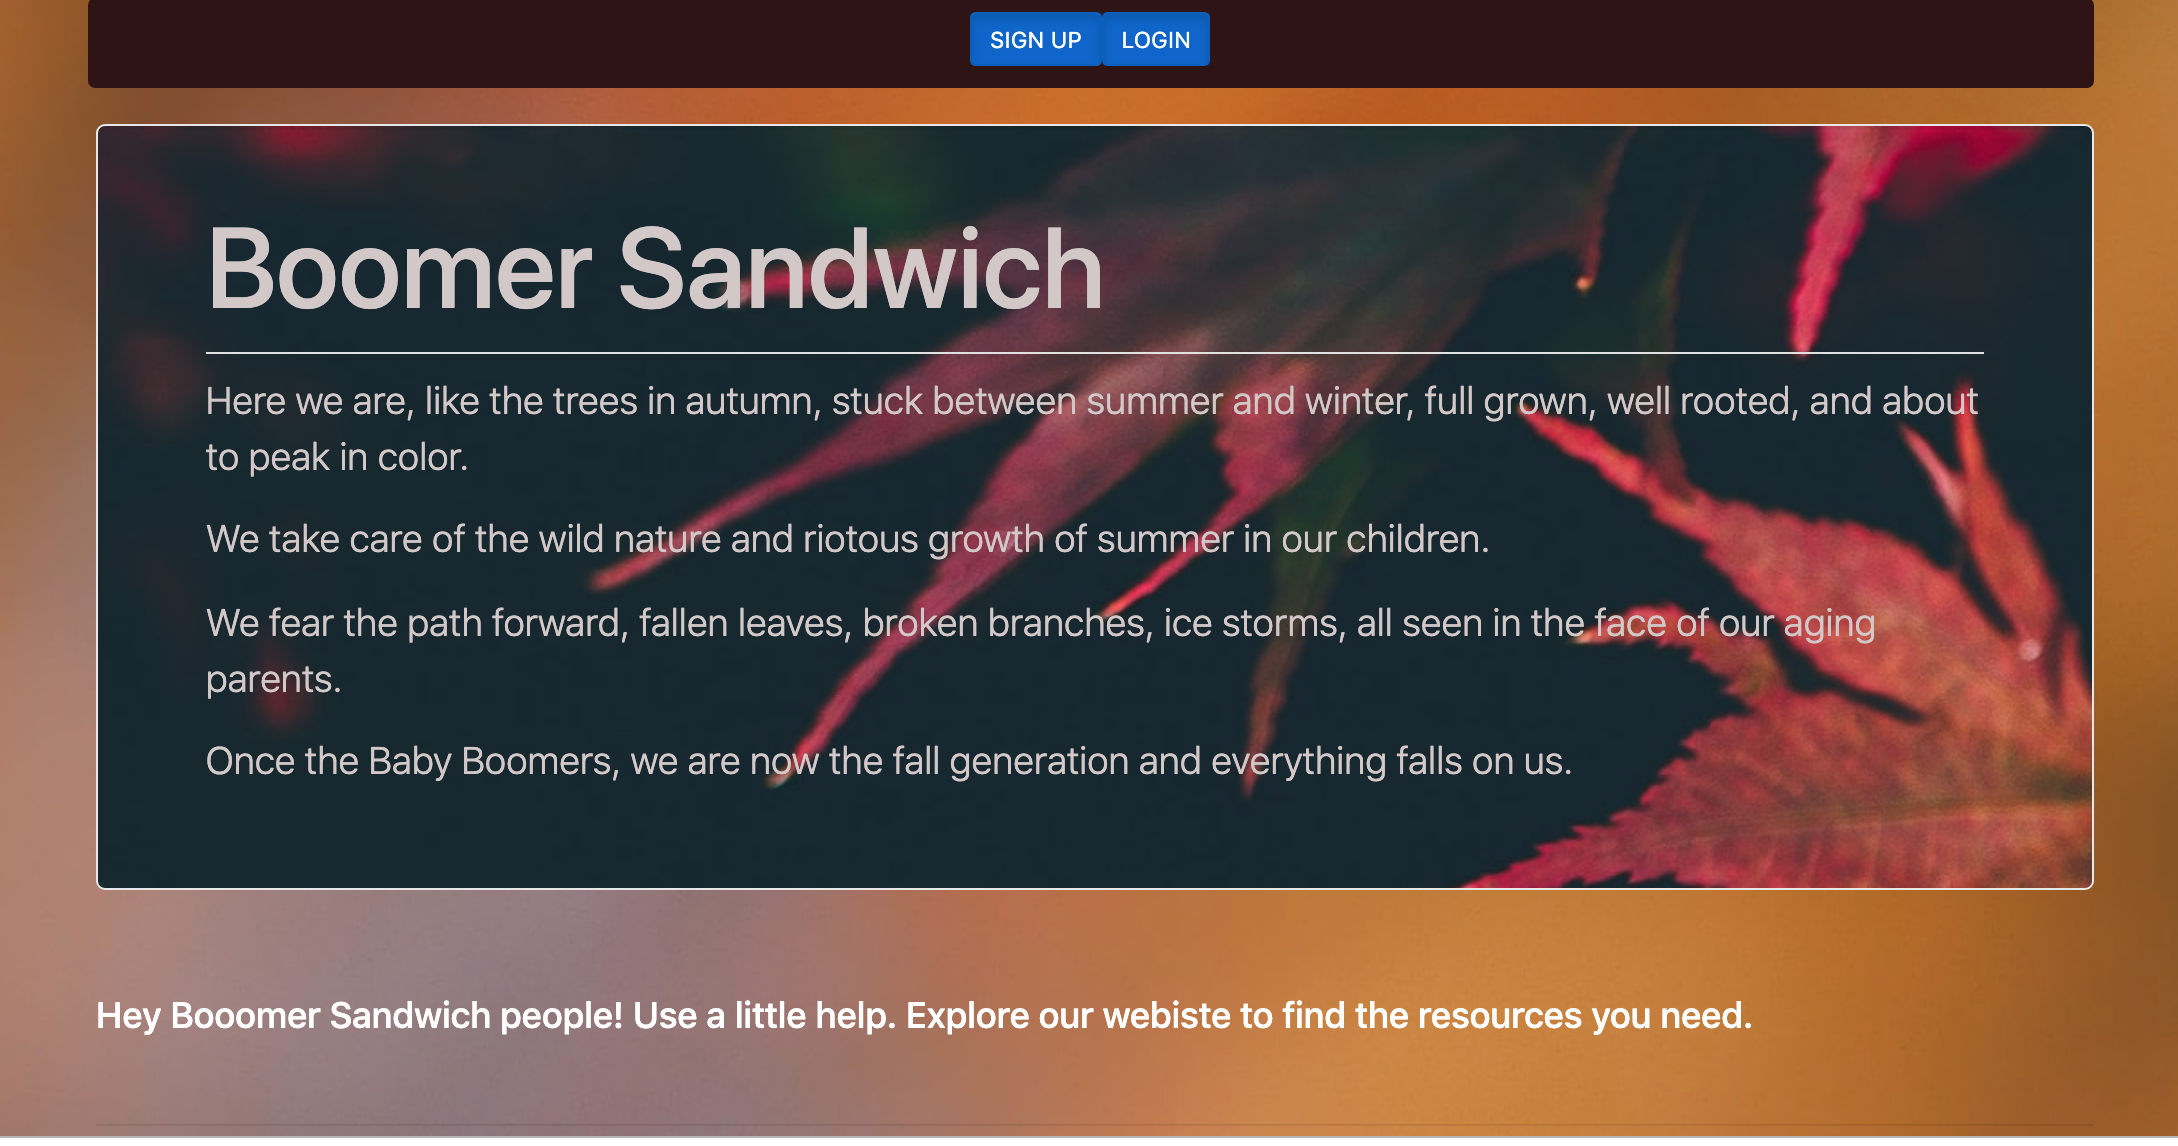 SIGN UP LOGIN
Boomer Sandwich
Here we are, like the trees in autumn, stuck between summer and winter, full grown, well rooted, and about
to peak in color.
We take care of the wild nature and riotous growth of summer in our children.
We fear the path forward, fallen leaves, broken branches, ice storms, all seen in the face of our aging
parents.
Once the Baby Boomers, we are now the fall generation and everything falls on us.
Hey Booomer Sandwich people! Use a little help. Explore our webiste to find the resources you need.